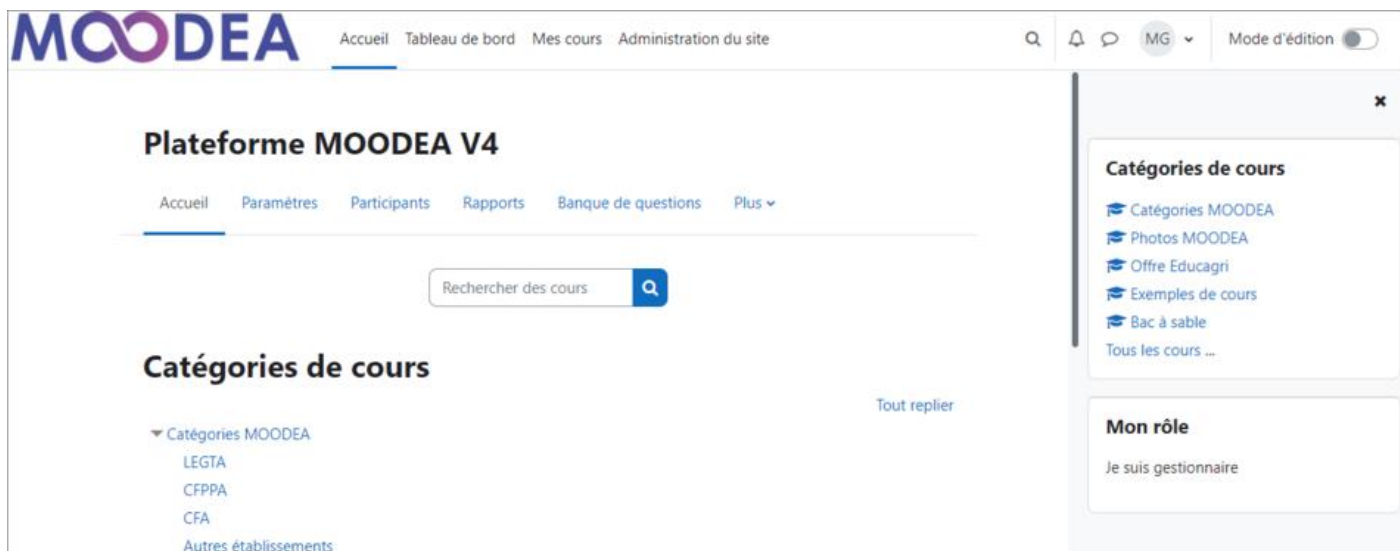 MOODEA Accueil Tableau de bord Mes cours Administration du site MG Mode d'édition
Plateforme MOODEA V4
Accueil Paramètres Participants Rapports Banque de questions Plus
Rechercher des cours
Catégories de cours
Tout replier
Catégories MOODEA
LEGTA
CFPPA
CFA
Autres établissements
Catégories de cours
Catégories MOODEA
Photos MOODEA
Offre Educagri
Exemples de cours
Bac à sable
Tous les cours ...
Mon rôle
Je suis gestionnaire